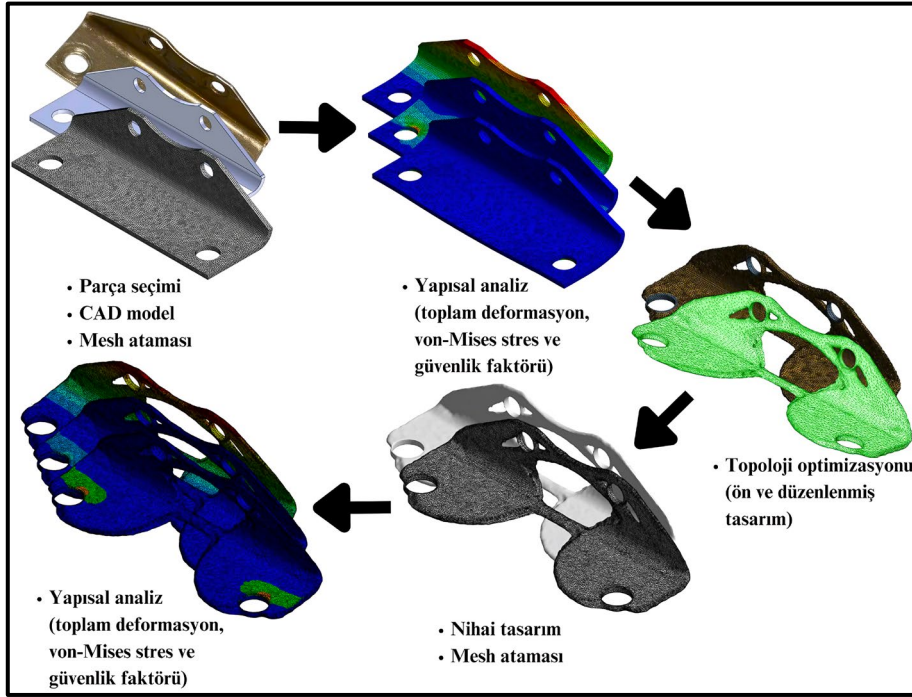 • Parça seçimi
• CAD model
• Mesh ataması
• Yapısal analiz
(toplam deformasyon,
von-Mises stres ve
güvenlik faktörü)
• Topoloji optimizasyonu
(ön ve düzenlenmiş
tasarım)
• Nihai tasarım
• Mesh ataması
• Yapısal analiz
(toplam deformasyon,
von-Mises stres ve
güvenlik faktörü)